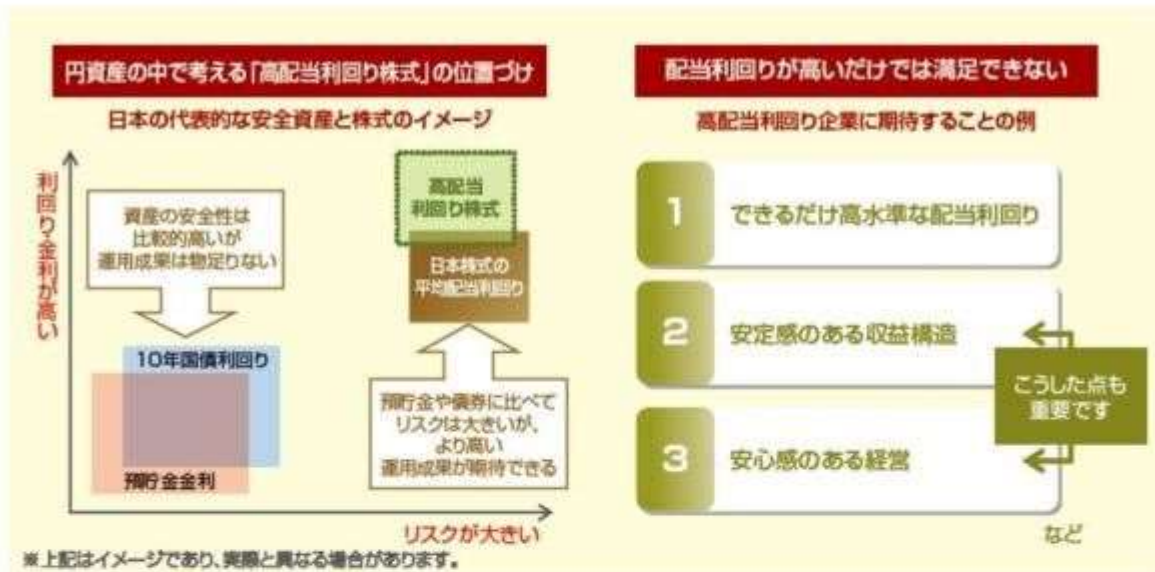 円資産の中で考える「高配当利回り株式」の位置づけ
日本の代表的な安全資産と株式のイメージ
利回り・金利が高い
資産の安全性は
比較的高いが
運用成果は物足りない
高配当
利回り株式
日本株式の
平均配当利回り
10年国債利回り
預貯金金利
預貯金や債券に比べて
リスクは大きいが、
より高い
運用成果が期待できる
リスクが大きい
※上記はイメージであり、実際と異なる場合があります。
配当利回りが高いだけでは満足できない
高配当利回り企業に期待することの例
1 できるだけ高水準な配当利回り
2 安定感のある収益構造
3 安心感のある経営
こうした点も
重要です
など